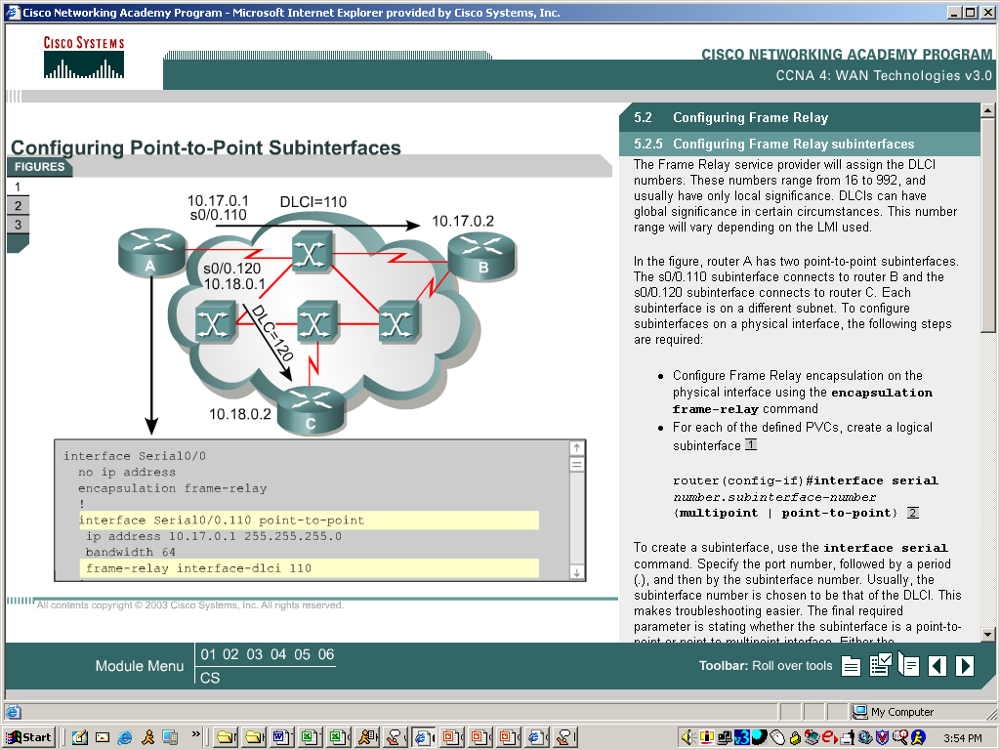 Cisco Networking Academy Program - Microsoft Internet Explorer provided by Cisco Systems, Inc.
CISCO SYSTEMS
CISCO NETWORKING ACADEMY PROGRAM
CCNA 4: WAN Technologies v3.0
Configuring Point-to-Point Subinterfaces
FIGURES
1
2
3
10.17.0.1
s0/0.110
DLCI=110
10.17.0.2
A
B
s0/0.120
10.18.0.1
DLC=120
10.18.0.2
C
interface Serial0/0
no ip address
encapsulation frame-relay
!
interface Serial0/0.110 point-to-point
ip address 10.17.0.1 255.255.255.0
bandwidth 64
frame-relay interface-dlci 110
All contents copyright © 2003 Cisco Systems, Inc. All rights reserved.
5.2 Configuring Frame Relay
5.2.5 Configuring Frame Relay subinterfaces
The Frame Relay service provider will assign the DLCI
numbers. These numbers range from 16 to 992, and
usually have only local significance. DLCIs can have
global significance in certain circumstances. This number
range will vary depending on the LMI used.
In the figure, router A has two point-to-point subinterfaces.
The s0/0.110 subinterface connects to router B and the
s0/0.120 subinterface connects to router C. Each
subinterface is on a different subnet. To configure
subinterfaces on a physical interface, the following steps
are required:
• Configure Frame Relay encapsulation on the
physical interface using the encapsulation
frame-relay command
• For each of the defined PVCs, create a logical
subinterface 1
router(config-if)#interface serial
number.subinterface-number
{multipoint | point-to-point} 2
To create a subinterface, use the interface serial
command. Specify the port number, followed by a period
(.), and then by the subinterface number. Usually, the
subinterface number is chosen to be that of the DLCI. This
makes troubleshooting easier. The final required
parameter is stating whether the subinterface is a point-to-
point or point-to-multipoint interface. Either the
Module Menu
01 02 03 04 05 06
CS
Toolbar: Roll over tools
My Computer
Start
»
3:54 PM